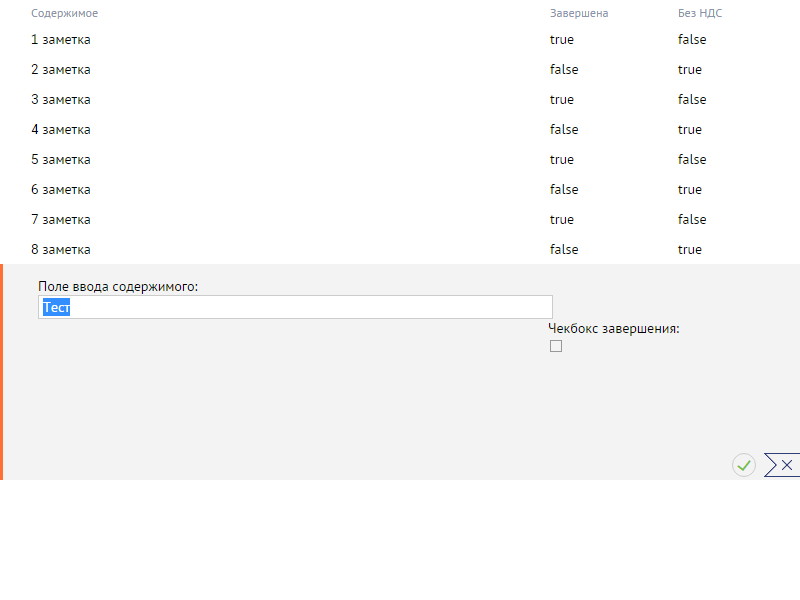 Содержимое Завершена Без НДС
1 заметка true false
2 заметка false true
3 заметка true false
4 заметка false true
5 заметка true false
6 заметка false true
7 заметка true false
8 заметка false true
Поле ввода содержимого:
Тест
Чекбокс завершения: